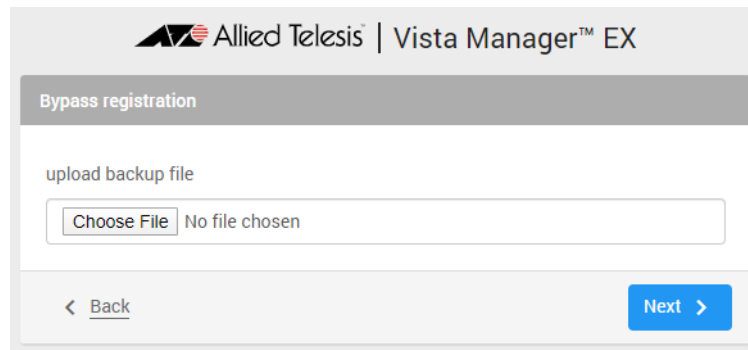 Allied Telesis | Vista Manager™ EX
Bypass registration
upload backup file
Choose File No file chosen
Back
Next